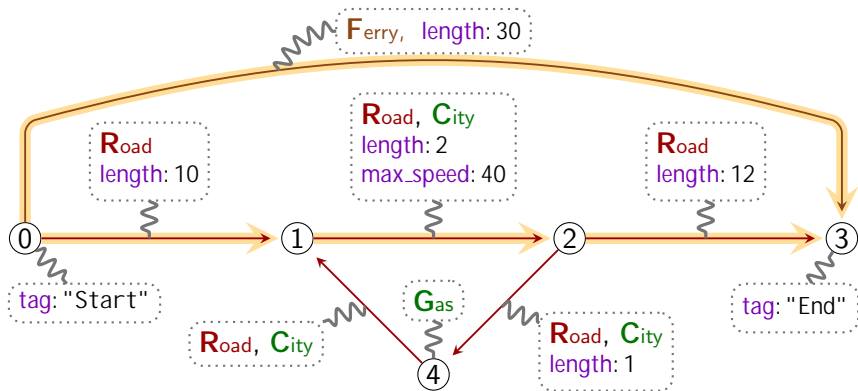 Ferry, length: 30
Road
length: 10
Road, City
length: 2
max_speed: 40
Road
length: 12
0
1
2
3
tag: "Start"
Road, City
Gas
4
Road, City
length: 1
tag: "End"